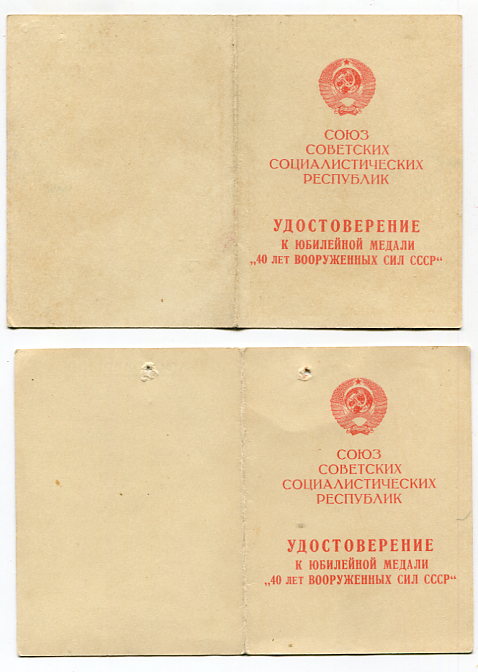 СОЮЗ
СОВЕТСКИХ
СОЦИАЛИСТИЧЕСКИХ
РЕСПУБЛИК
УДОСТОВЕРЕНИЕ
К ЮБИЛЕЙНОЙ МЕДАЛИ
„40 ЛЕТ ВООРУЖЕННЫХ СИЛ СССР“
СОЮЗ
СОВЕТСКИХ
СОЦИАЛИСТИЧЕСКИХ
РЕСПУБЛИК
УДОСТОВЕРЕНИЕ
К ЮБИЛЕЙНОЙ МЕДАЛИ
„40 ЛЕТ ВООРУЖЕННЫХ СИЛ СССР“